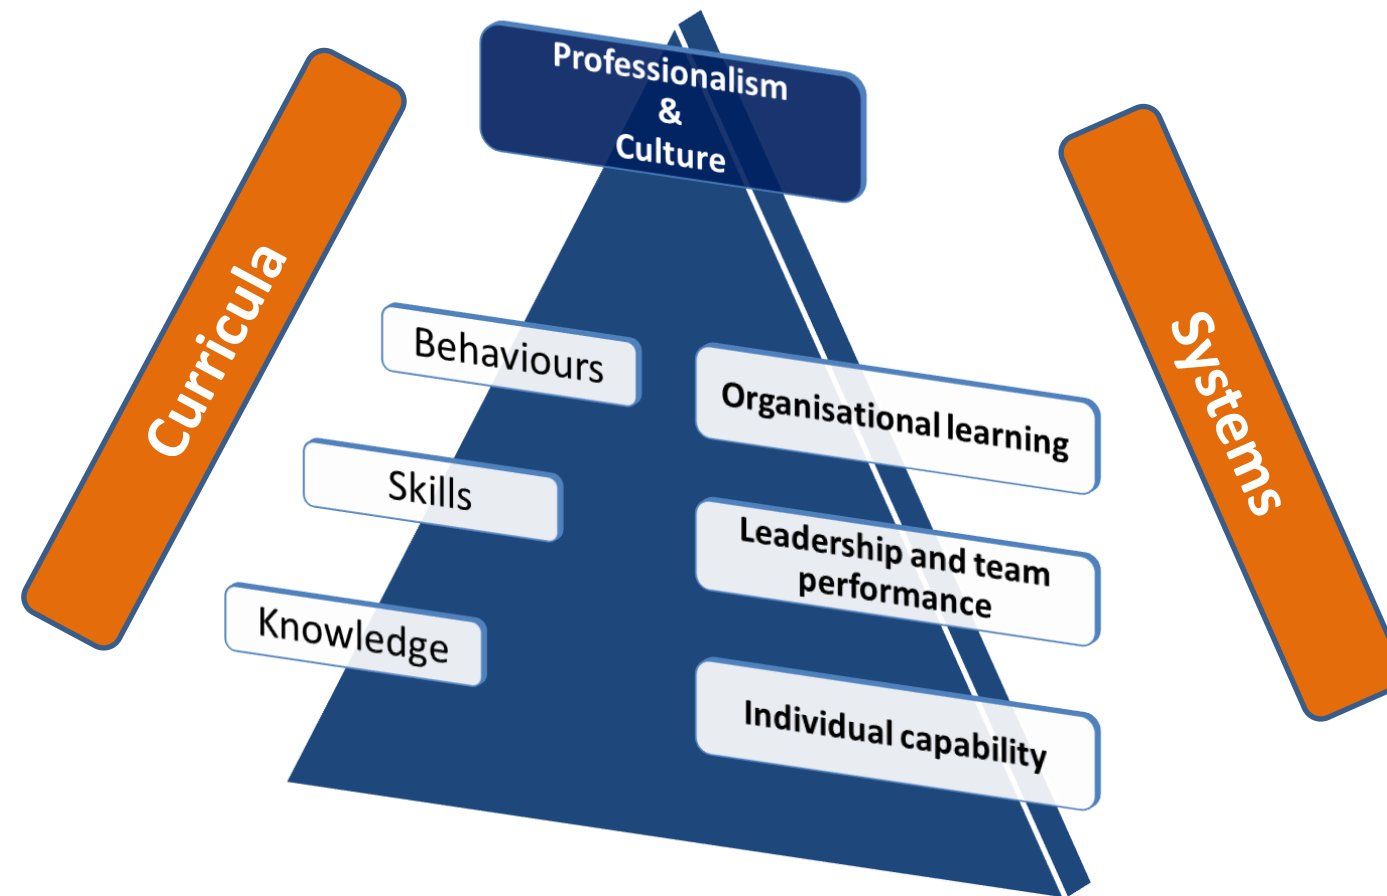 Professionalism
&
Culture
Curricula
Systems
Behaviours
Skills
Knowledge
Organisational learning
Leadership and team
performance
Individual capability